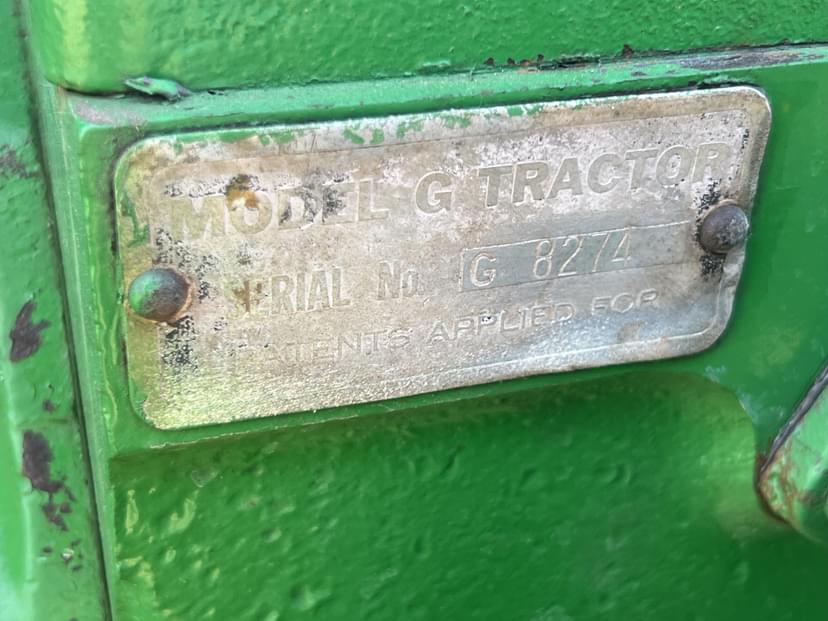 MODEL G TRACTOR
SERIAL No. G 8274
PATENTS APPLIED FOR